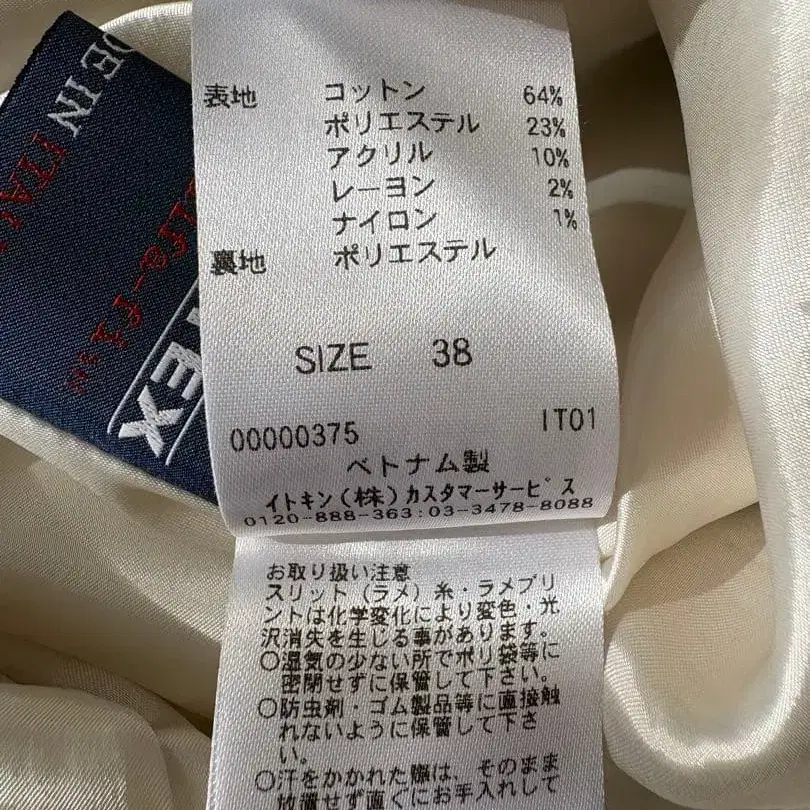 表地 コットン 64%
ポリエステル 23%
アクリル 10%
レーヨン 2%
ナイロン 1%
裏地 ポリエステル
SIZE 38
00000375 IT01
ベトナム製
イトキン(株)カスタマーサービス
0120-888-363:03-3478-8088
お取り扱い注意
スリット(ラメ)糸・ラメプリ
ントは化学変化により変色・光
沢消失を生じる事があります。
○湿気の少ない所でポリ袋等に
密閉せずに保管して下さい。
○防虫剤・ゴム製品等に直接触
れないように保管して下さ
い。
○汗をかかれた際は、そのまま
放置せず直ぐにお手入れして
DE IN ITAL
TEX